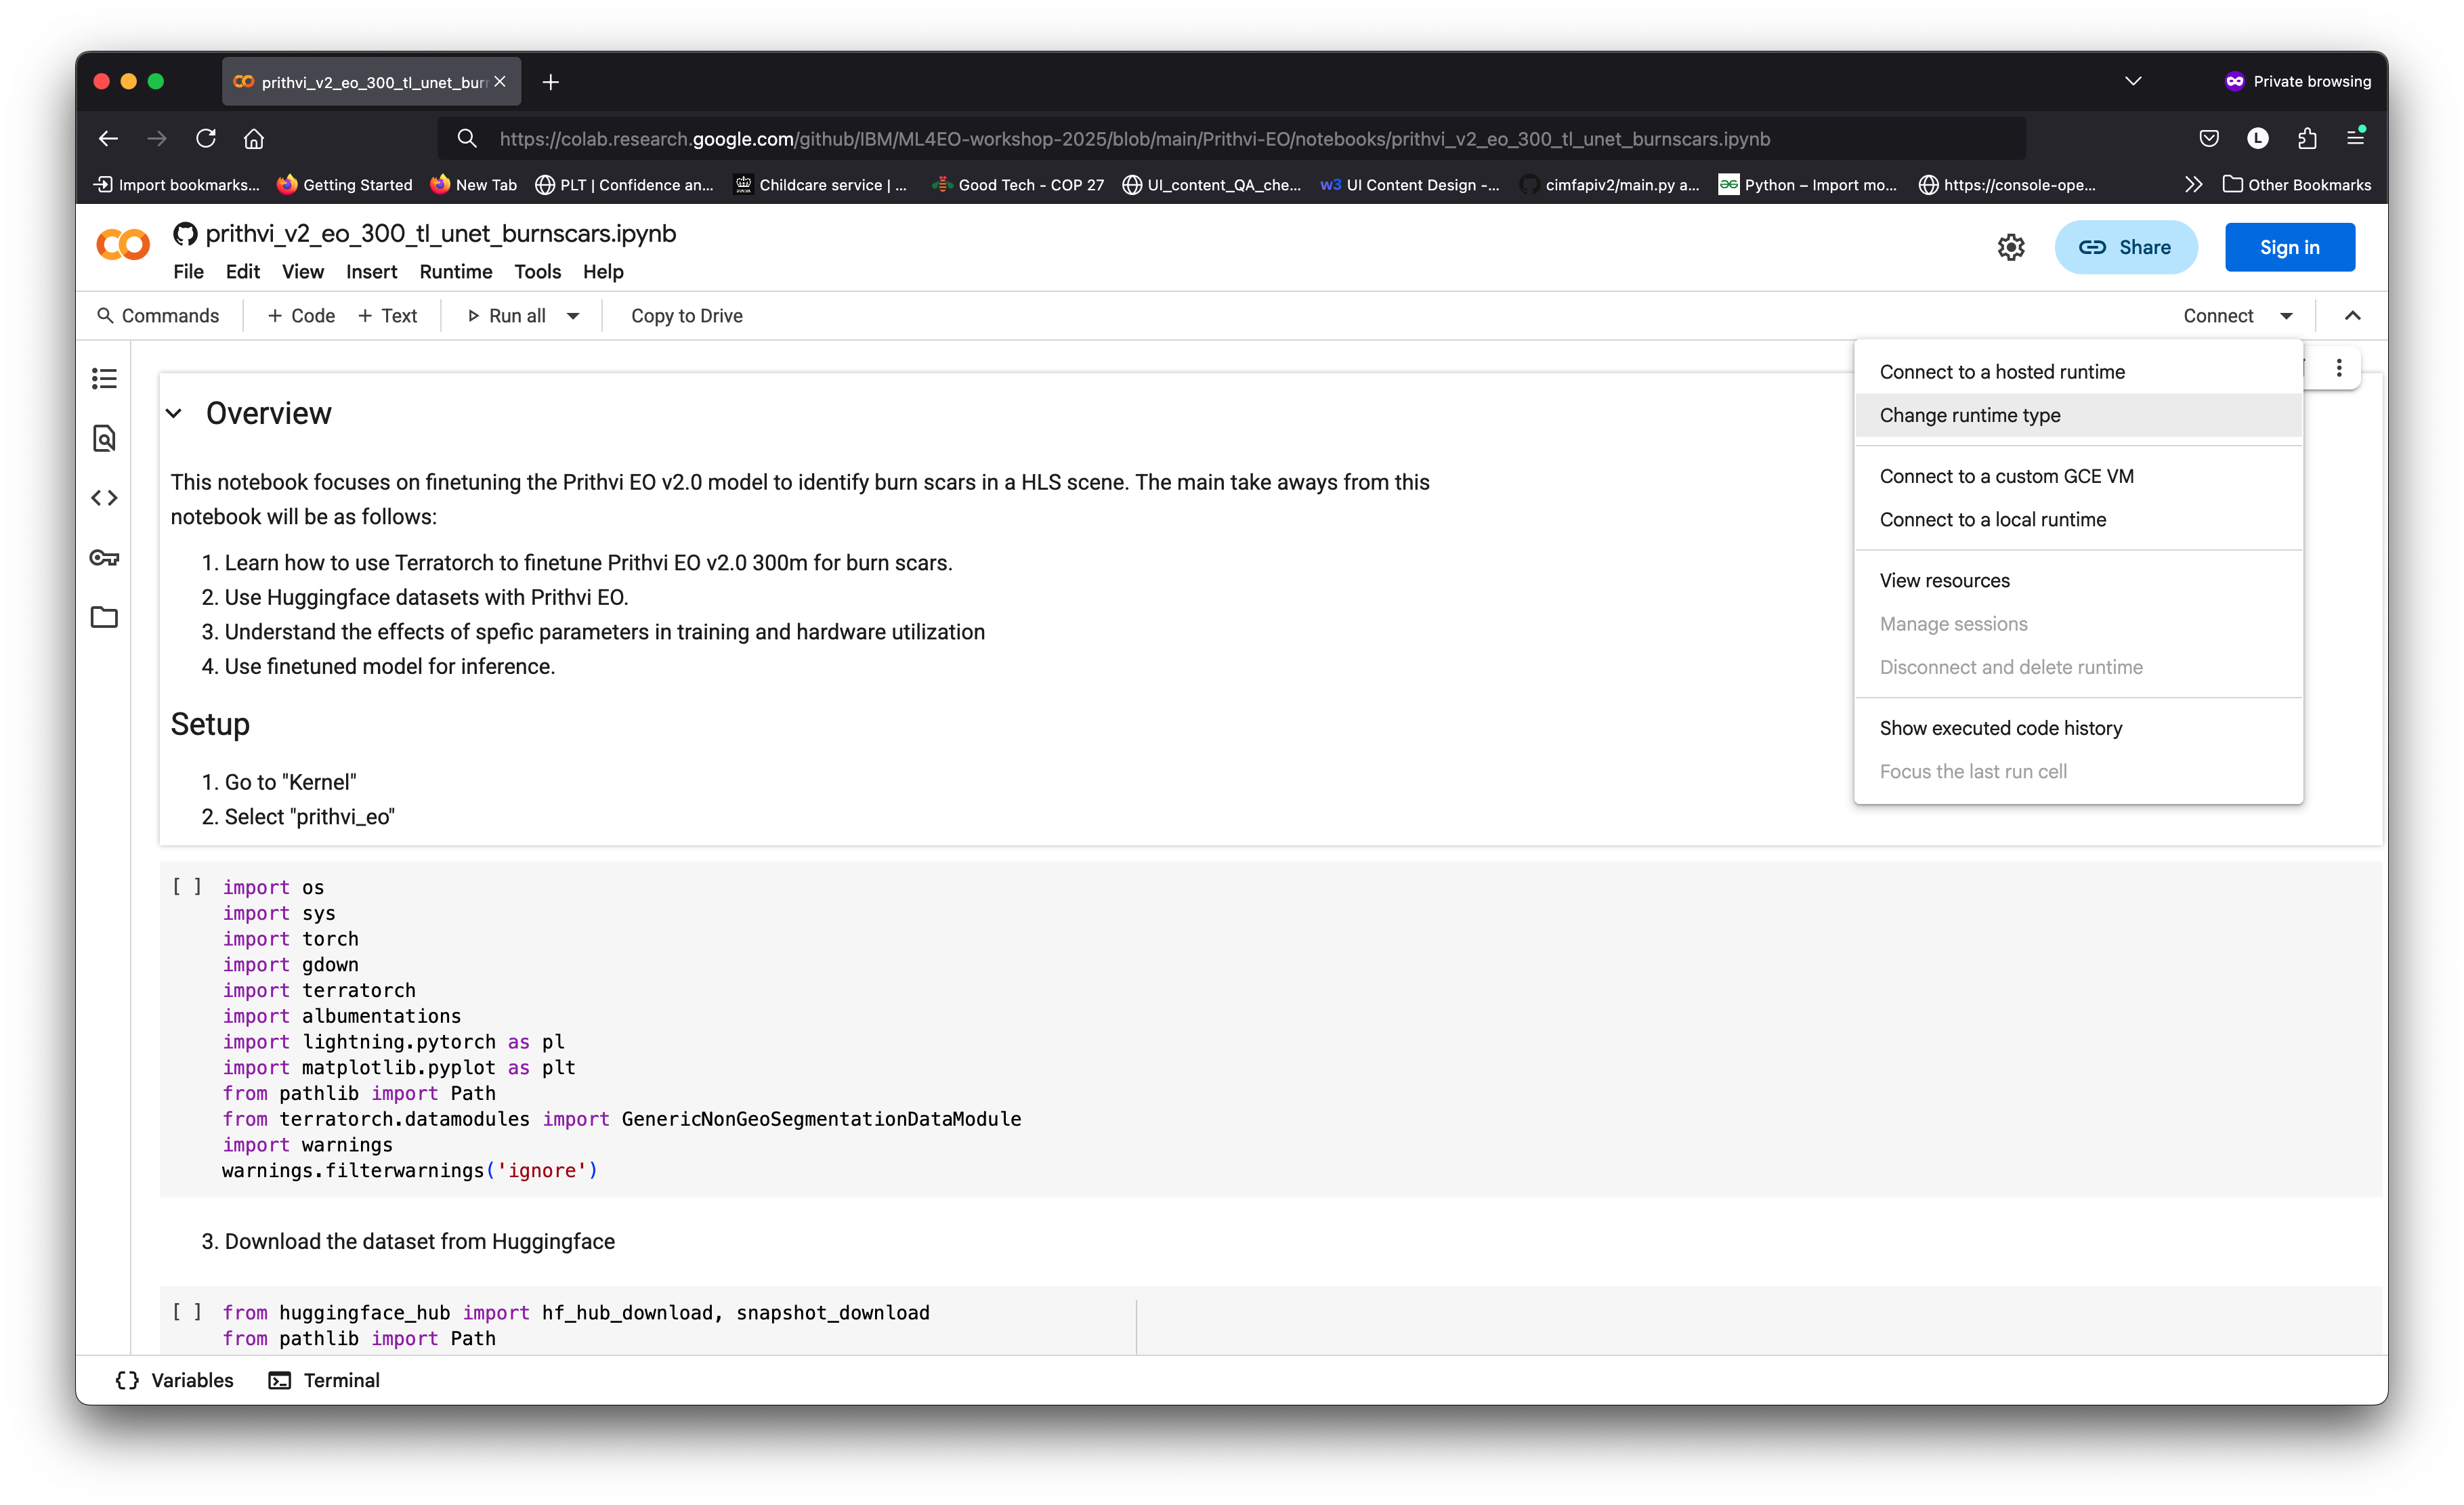 prithvi_v2_eo_300_tl_unet_bur
Private browsing
https://colab.research.google.com/github/IBM/ML4EO-workshop-2025/blob/main/Prithvi-EO/notebooks/prithvi_v2_eo_300_tl_unet_burnscars.ipynb
L
Import bookmarks... Getting Started New Tab PLT | Confidence an... Childcare service | ... Good Tech - COP 27 UI_content_QA_che... w3 UI Content Design -... cimfapiv2/main.py a... Python – Import mo... https://console-ope... Other Bookmarks
prithvi_v2_eo_300_tl_unet_burnscars.ipynb
File Edit View Insert Runtime Tools Help
Share
Sign in
Commands + Code + Text Run all Copy to Drive Connect
Connect to a hosted runtime
Change runtime type
Connect to a custom GCE VM
Connect to a local runtime
View resources
Manage sessions
Disconnect and delete runtime
Show executed code history
Focus the last run cell
Overview
This notebook focuses on finetuning the Prithvi EO v2.0 model to identify burn scars in a HLS scene. The main take aways from this
notebook will be as follows:
1. Learn how to use Terratorch to finetune Prithvi EO v2.0 300m for burn scars.
2. Use Huggingface datasets with Prithvi EO.
3. Understand the effects of spefic parameters in training and hardware utilization
4. Use finetuned model for inference.
Setup
1. Go to "Kernel"
2. Select "prithvi_eo"
[ ] import os
import sys
import torch
import gdown
import terratorch
import albumentations
import lightning.pytorch as pl
import matplotlib.pyplot as plt
from pathlib import Path
from terratorch.datamodules import GenericNonGeoSegmentationDataModule
import warnings
warnings.filterwarnings('ignore')
3. Download the dataset from Huggingface
[ ] from huggingface_hub import hf_hub_download, snapshot_download
from pathlib import Path
Variables Terminal